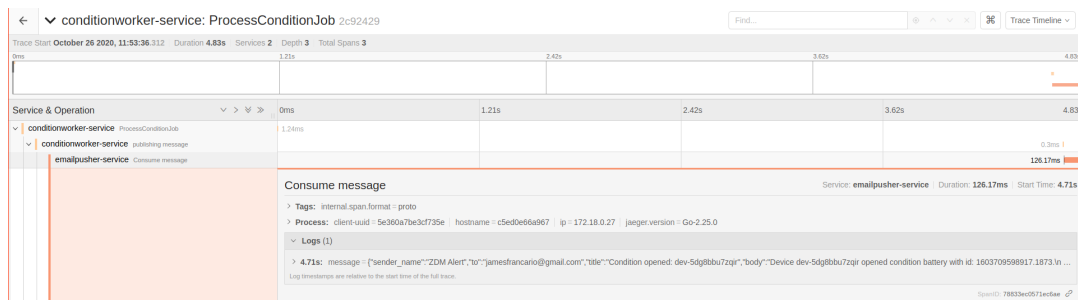 conditionworker-service: ProcessConditionJob 2c92429
Find...
Trace Timeline
Trace Start October 26 2020, 11:53:36.312 Duration 4.83s Services 2 Depth 3 Total Spans 3
0ms 1.21s 2.42s 3.62s 4.83s
Service & Operation 0ms 1.21s 2.42s 3.62s 4.83
conditionworker-service ProcessConditionJob 1.24ms
conditionworker-service publishing message 0.3ms
emailpusher-service Consume message 126.17ms
Consume message Service: emailpusher-service Duration: 126.17ms Start Time: 4.71s
Tags: internal.span.format = proto
Process: client-uuid = 5e360a7be3cf735e hostname = c5ed0e66a967 ip = 172.18.0.27 jaeger.version = Go-2.25.0
Logs (1)
4.71s: message = {"sender_name":"ZDM Alert","to":"jamesfrancario@gmail.com","title":"Condition opened: dev-5dg8bbu7zqir","body":"Device dev-5dg8bbu7zqir opened condition battery with id: 1603709598917.1873.\n ...
Log timestamps are relative to the start time of the full trace.
SpanID: 78833ec0571ec6ae